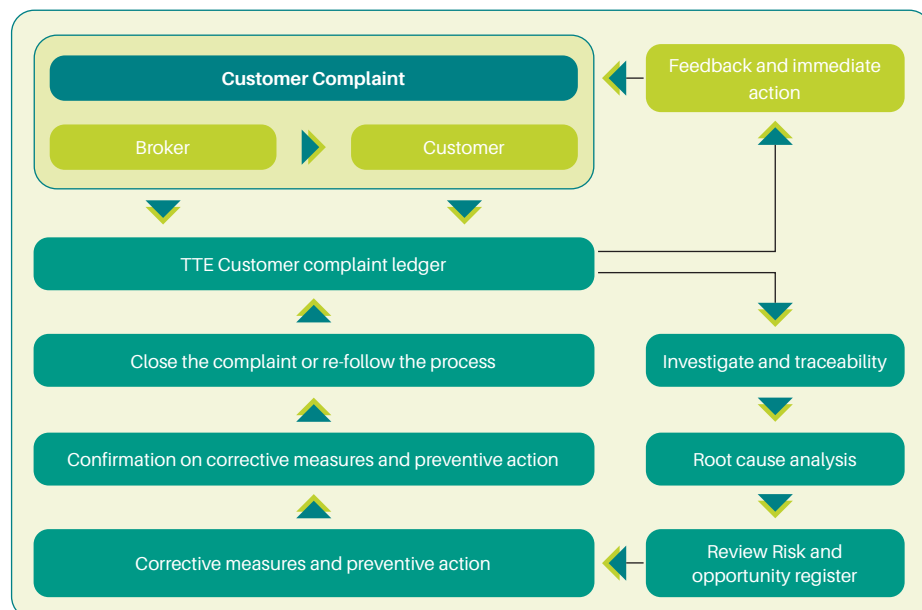 Customer Complaint
Feedback and immediate
action
Broker
Customer
TTE Customer complaint ledger
Close the complaint or re-follow the process
Investigate and traceability
Confirmation on corrective measures and preventive action
Root cause analysis
Corrective measures and preventive action
Review Risk and
opportunity register